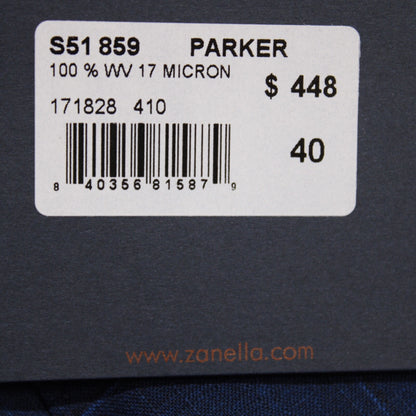 S51 859 PARKER
100 % WV 17 MICRON
$ 448
171828 410
40
8 40356 81587 9
www.zanella.com